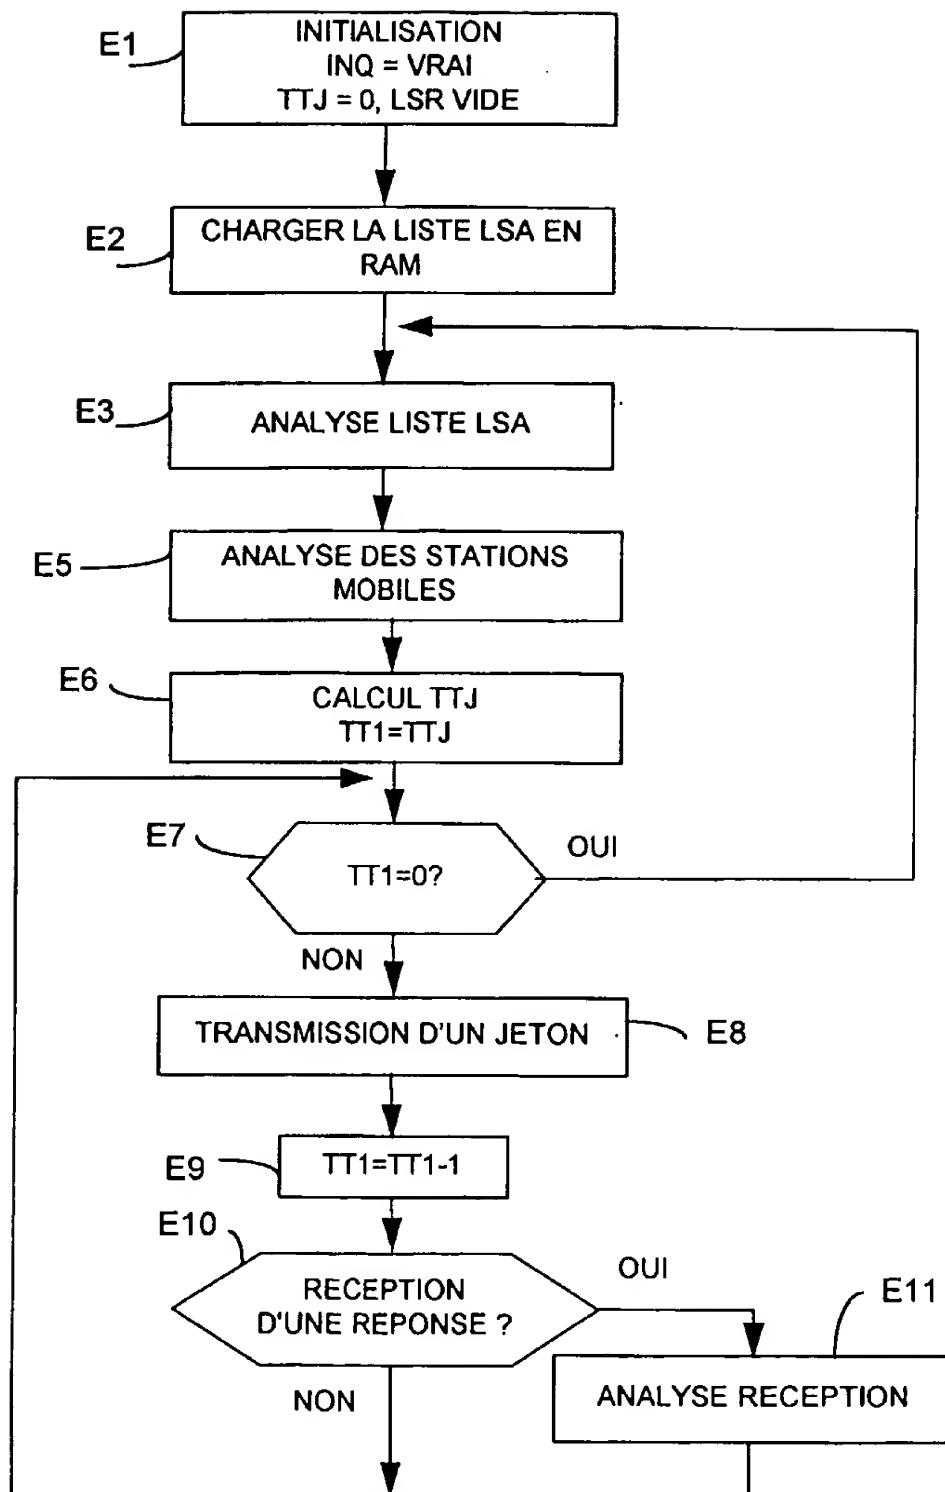 E1
INITIALISATION
INQ = VRAI
TTJ = 0, LSR VIDE
E2
CHARGER LA LISTE LSA EN
RAM
E3
ANALYSE LISTE LSA
E5
ANALYSE DES STATIONS
MOBILES
E6
CALCUL TTJ
TT1=TTJ
E7
TT1=0?
OUI
NON
TRANSMISSION D'UN JETON
E8
E9
TT1=TT1-1
E10
RECEPTION
D'UNE REPONSE ?
OUI
E11
NON
ANALYSE RECEPTION